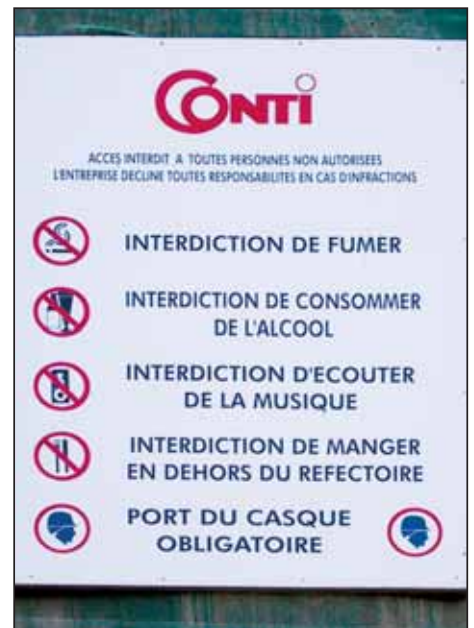 CONTI
ACCES INTERDIT A TOUTES PERSONNES NON AUTORISEES
L'ENTREPRISE DECLINE TOUTES RESPONSABILITES EN CAS D'INFRACTIONS
INTERDICTION DE FUMER
INTERDICTION DE CONSOMMER
DE L'ALCOOL
INTERDICTION D'ECOUTER
DE LA MUSIQUE
INTERDICTION DE MANGER
EN DEHORS DU REFECTOIRE
PORT DU CASQUE
OBLIGATOIRE